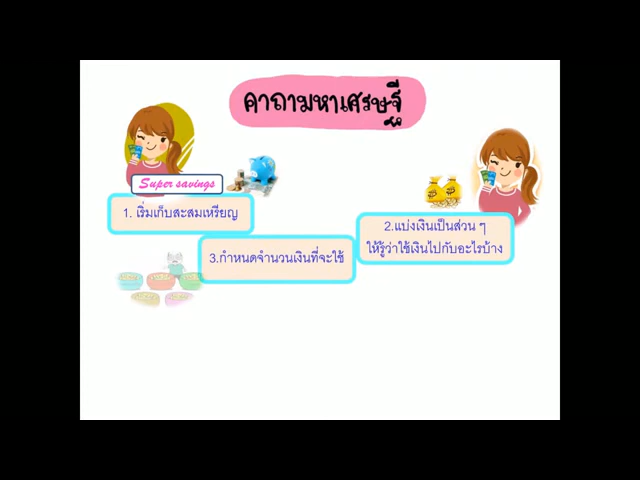 คาถามหาเศรษฐี
Super savings
1. เริ่มเก็บสะสมเหรียญ
2.แบ่งเงินเป็นส่วน ๆ
ให้รู้ว่าใช้เงินไปกับอะไรบ้าง
3.กำหนดจำนวนเงินที่จะใช้